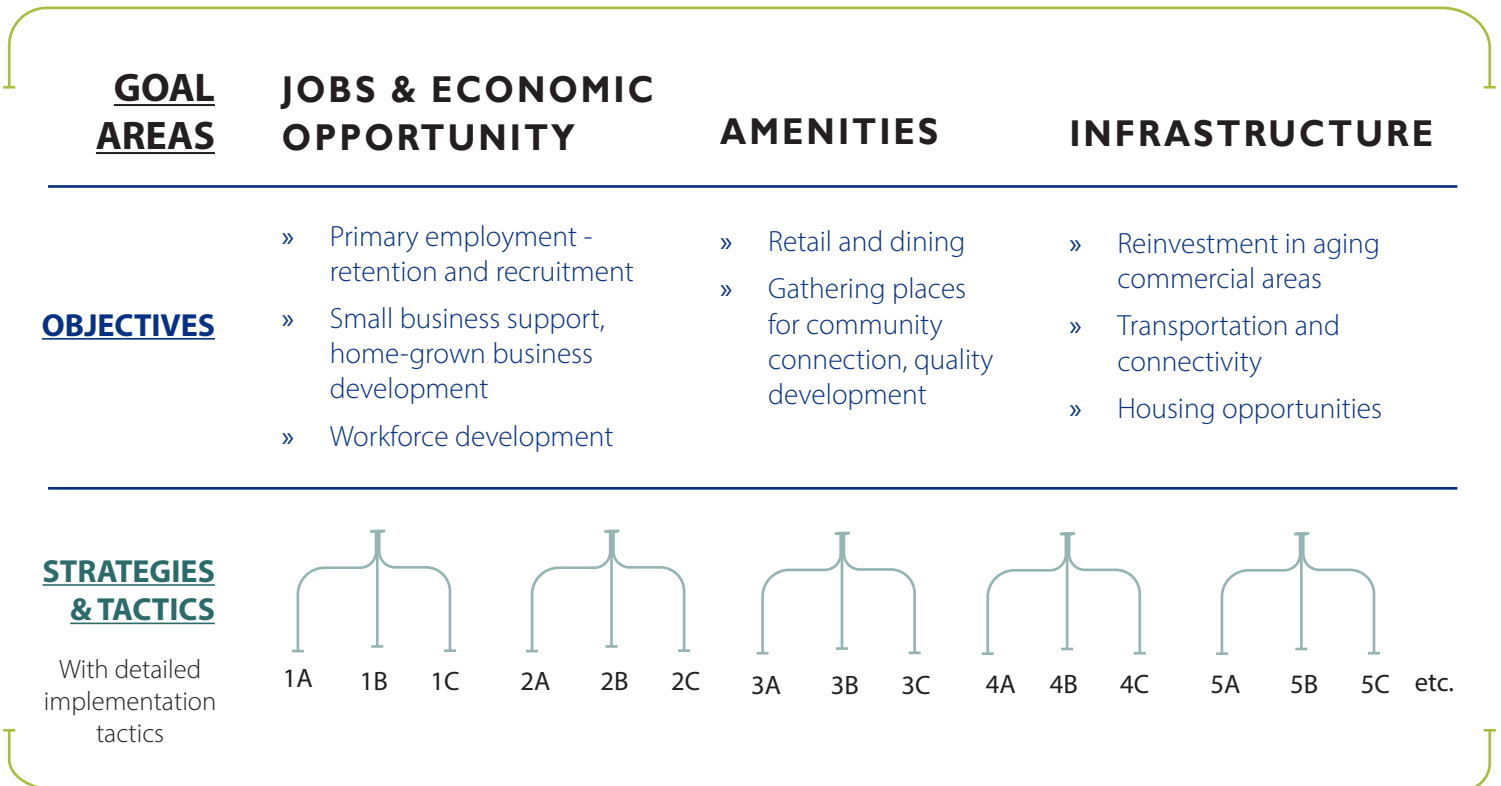 GOAL
AREAS
JOBS & ECONOMIC
OPPORTUNITY
AMENITIES
INFRASTRUCTURE
OBJECTIVES
» Primary employment -
retention and recruitment
» Small business support,
home-grown business
development
» Workforce development
» Retail and dining
» Gathering places
for community
connection, quality
development
» Reinvestment in aging
commercial areas
» Transportation and
connectivity
» Housing opportunities
STRATEGIES
& TACTICS
With detailed
implementation
tactics
1A 1B 1C 2A 2B 2C 3A 3B 3C 4A 4B 4C 5A 5B 5C etc.